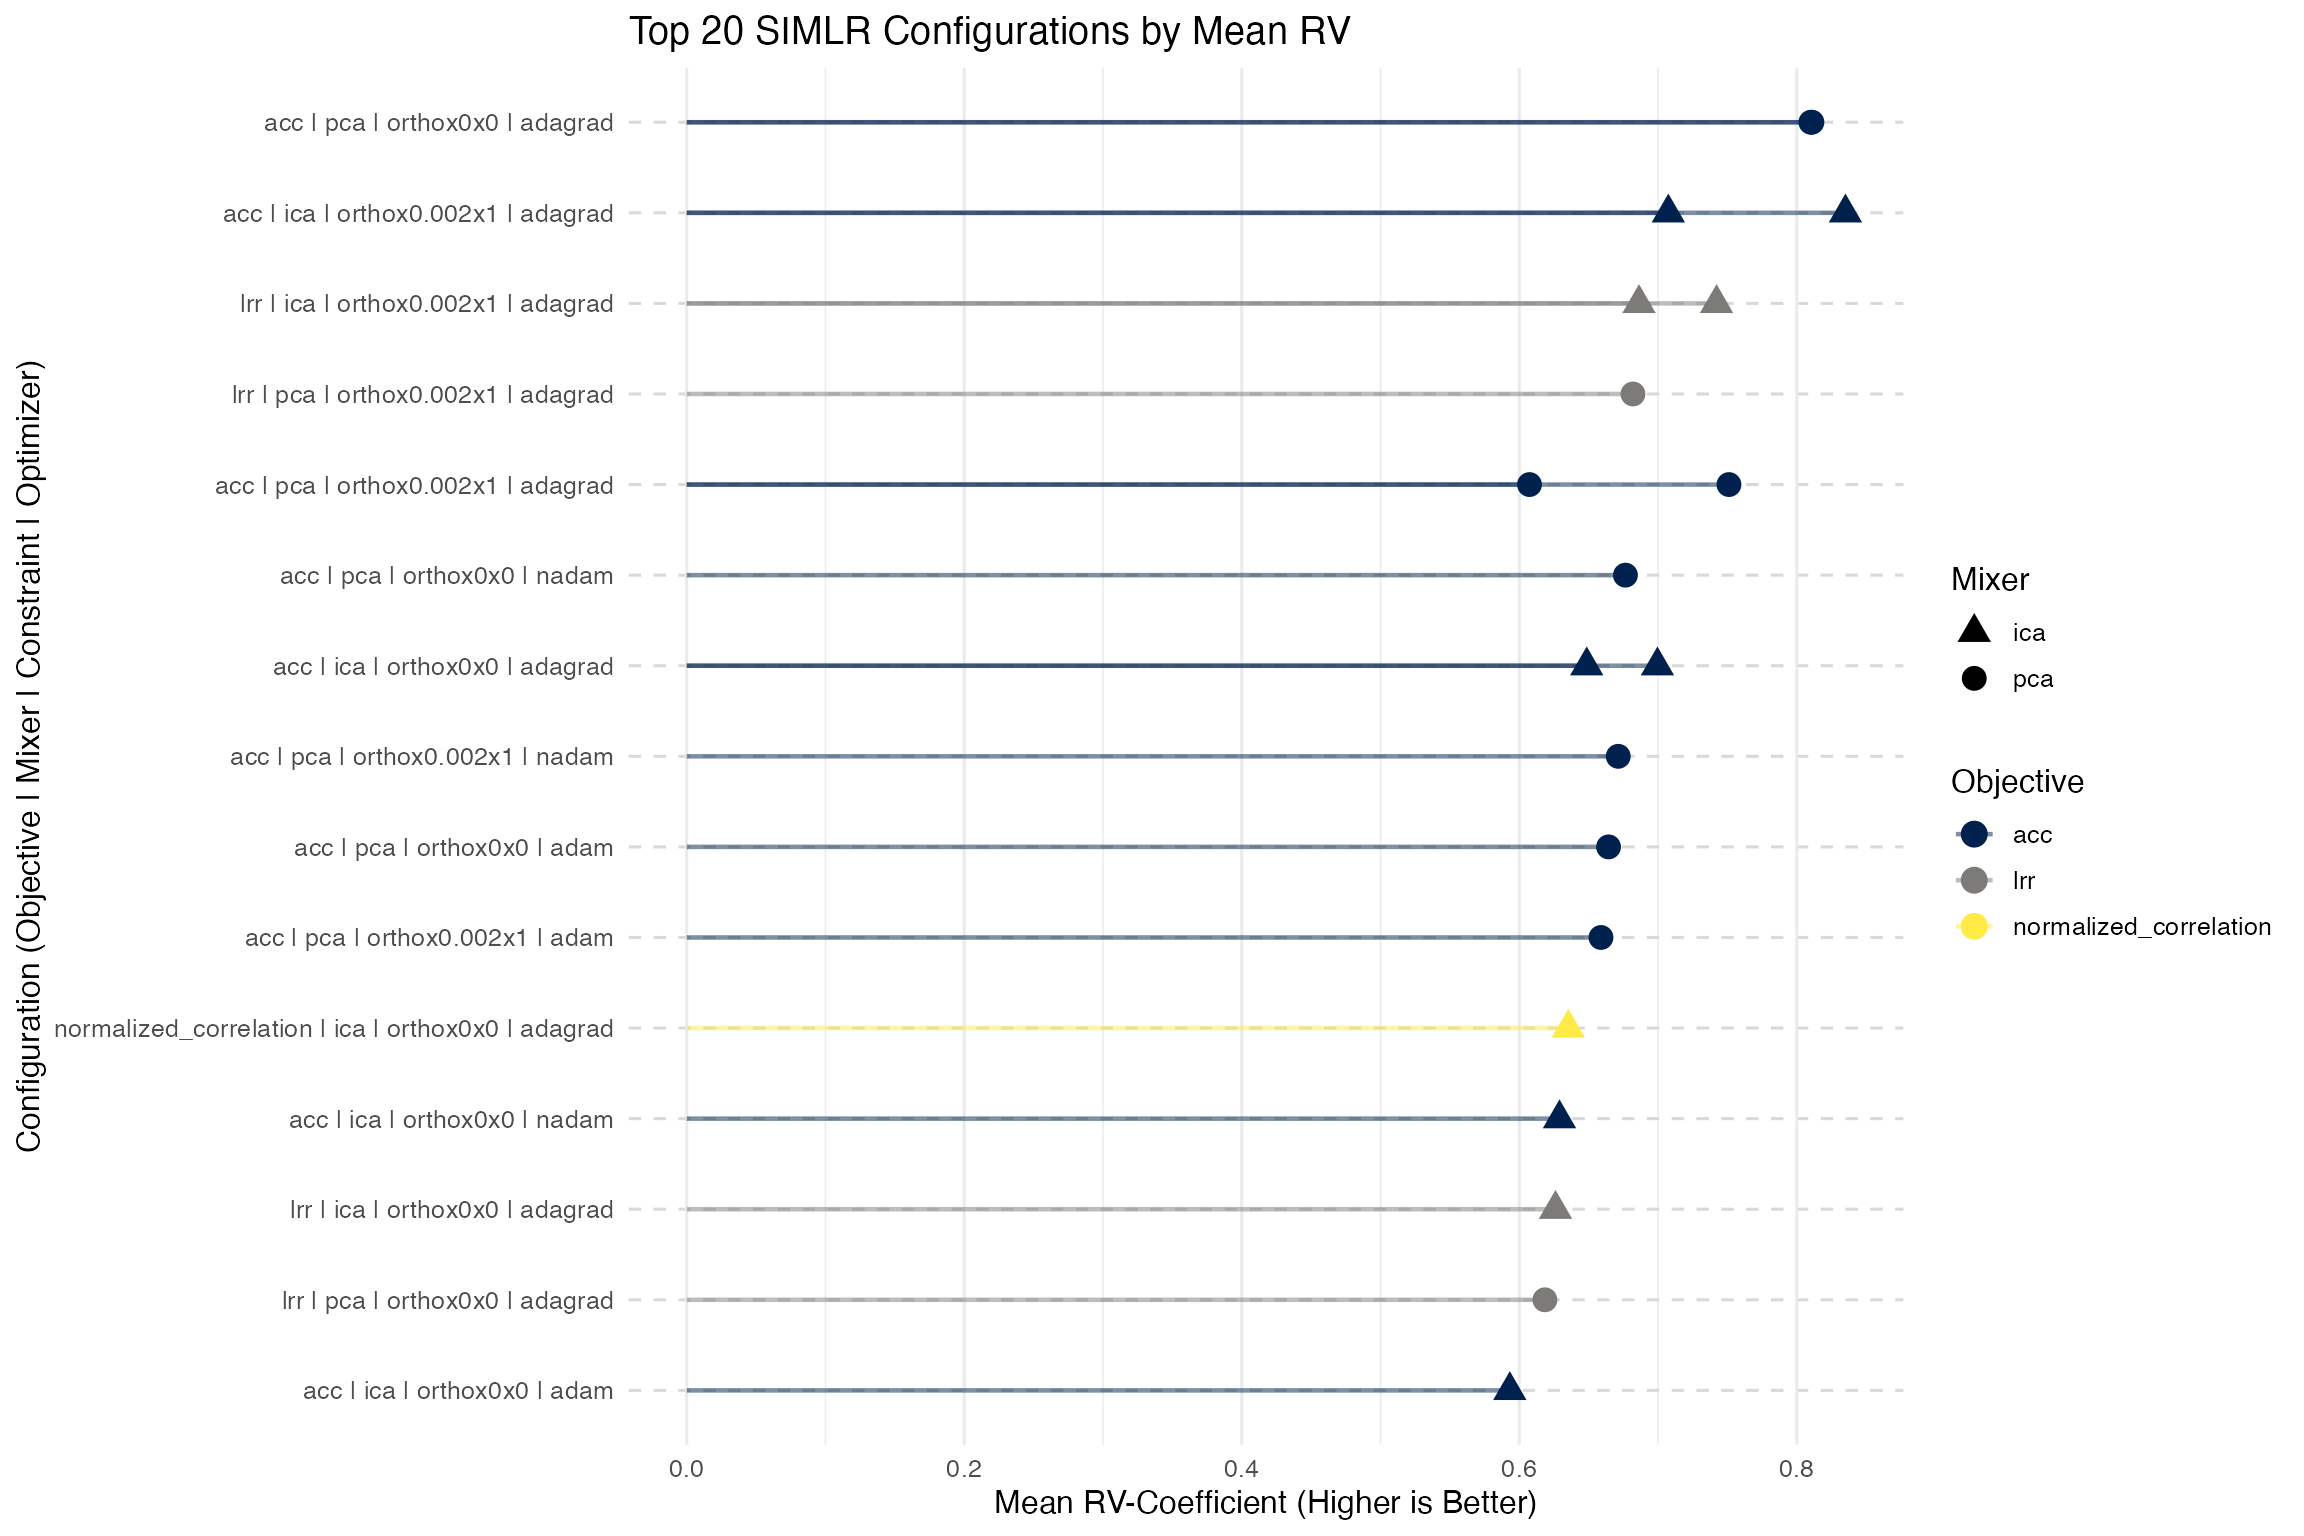 Top 20 SIMLR Configurations by Mean RV
Configuration (Objective | Mixer | Constraint | Optimizer)
acc | pca | orthox0x0 | adagrad
acc | ica | orthox0.002x1 | adagrad
lrr | ica | orthox0.002x1 | adagrad
lrr | pca | orthox0.002x1 | adagrad
acc | pca | orthox0.002x1 | adagrad
acc | pca | orthox0x0 | nadam
acc | ica | orthox0x0 | adagrad
acc | pca | orthox0.002x1 | nadam
acc | pca | orthox0x0 | adam
acc | pca | orthox0.002x1 | adam
normalized_correlation | ica | orthox0x0 | adagrad
acc | ica | orthox0x0 | nadam
lrr | ica | orthox0x0 | adagrad
lrr | pca | orthox0x0 | adagrad
acc | ica | orthox0x0 | adam
0.0 0.2 0.4 0.6 0.8
Mean RV-Coefficient (Higher is Better)
Mixer
ica
pca
Objective
acc
lrr
normalized_correlation